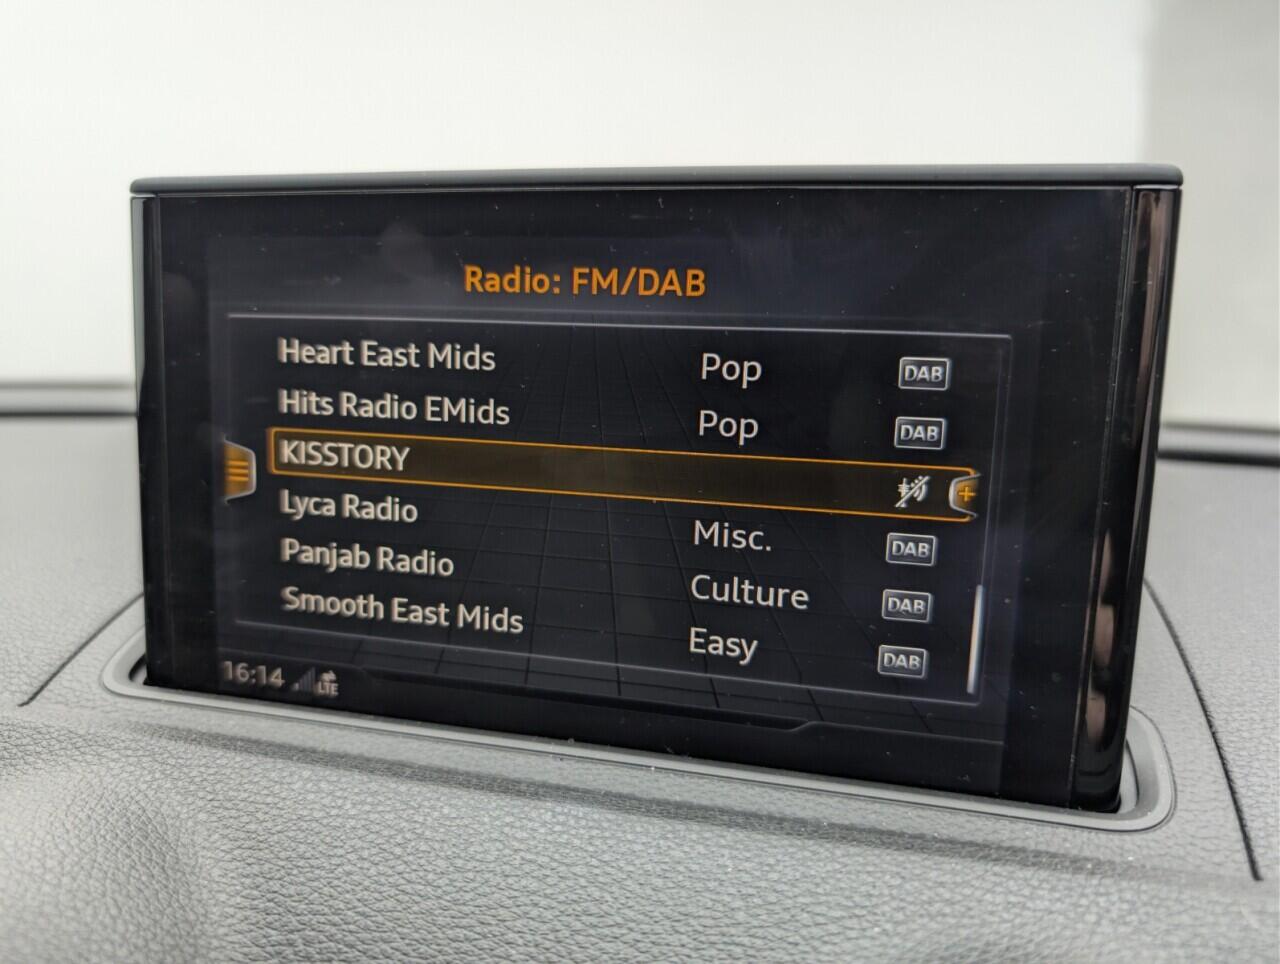 Radio: FM/DAB
Heart East Mids Pop DAB
Hits Radio EMids Pop DAB
KISSTORY +
Lyca Radio Misc. DAB
Panjab Radio Culture DAB
Smooth East Mids Easy DAB
16:14 LTE